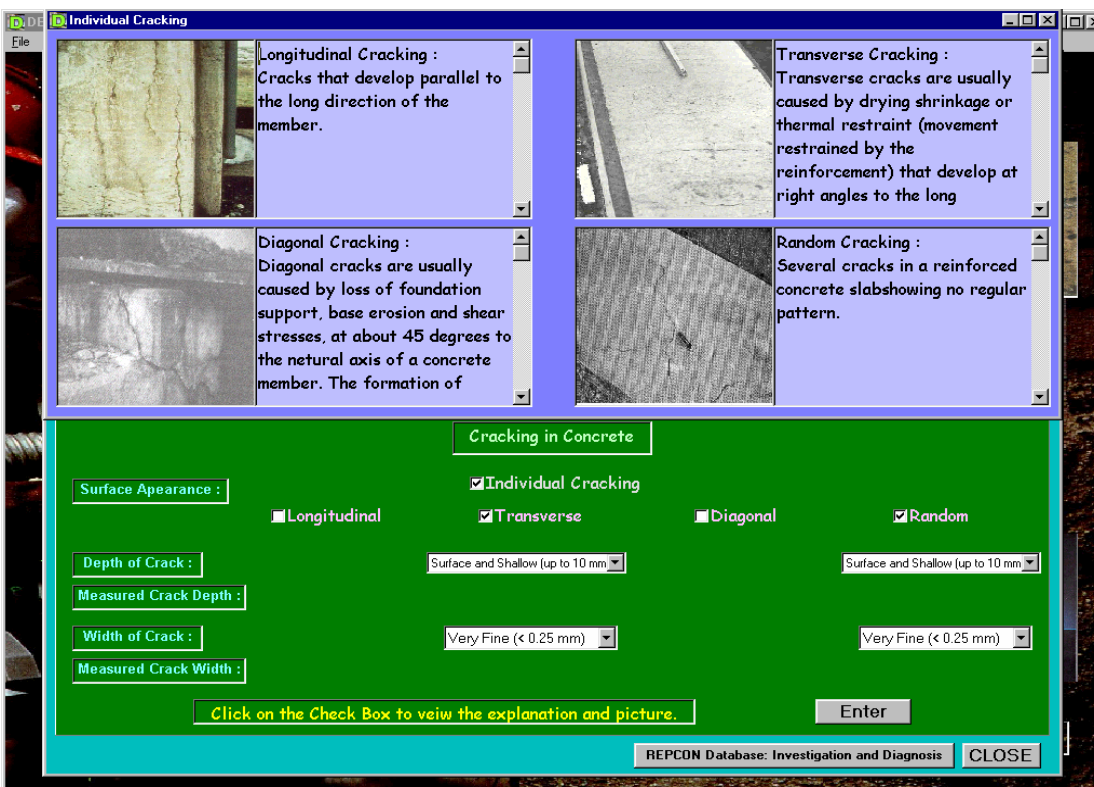 DE
Individual Cracking
File
Longitudinal Cracking :
Cracks that develop parallel to
the long direction of the
member.
Transverse Cracking :
Transverse cracks are usually
caused by drying shrinkage or
thermal restraint (movement
restrained by the
reinforcement) that develop at
right angles to the long
Diagonal Cracking :
Diagonal cracks are usually
caused by loss of foundation
support, base erosion and shear
stresses, at about 45 degrees to
the netural axis of a concrete
member. The formation of
Random Cracking :
Several cracks in a reinforced
concrete slabshowing no regular
pattern.
Cracking in Concrete
Surface Apearance :
Individual Cracking
Longitudinal Transverse Diagonal Random
Depth of Crack : Surface and Shallow (up to 10 mm Surface and Shallow (up to 10 mm
Measured Crack Depth :
Width of Crack : Very Fine (< 0.25 mm) Very Fine (< 0.25 mm)
Measured Crack Width :
Click on the Check Box to veiw the explanation and picture. Enter
REPCON Database: Investigation and Diagnosis CLOSE